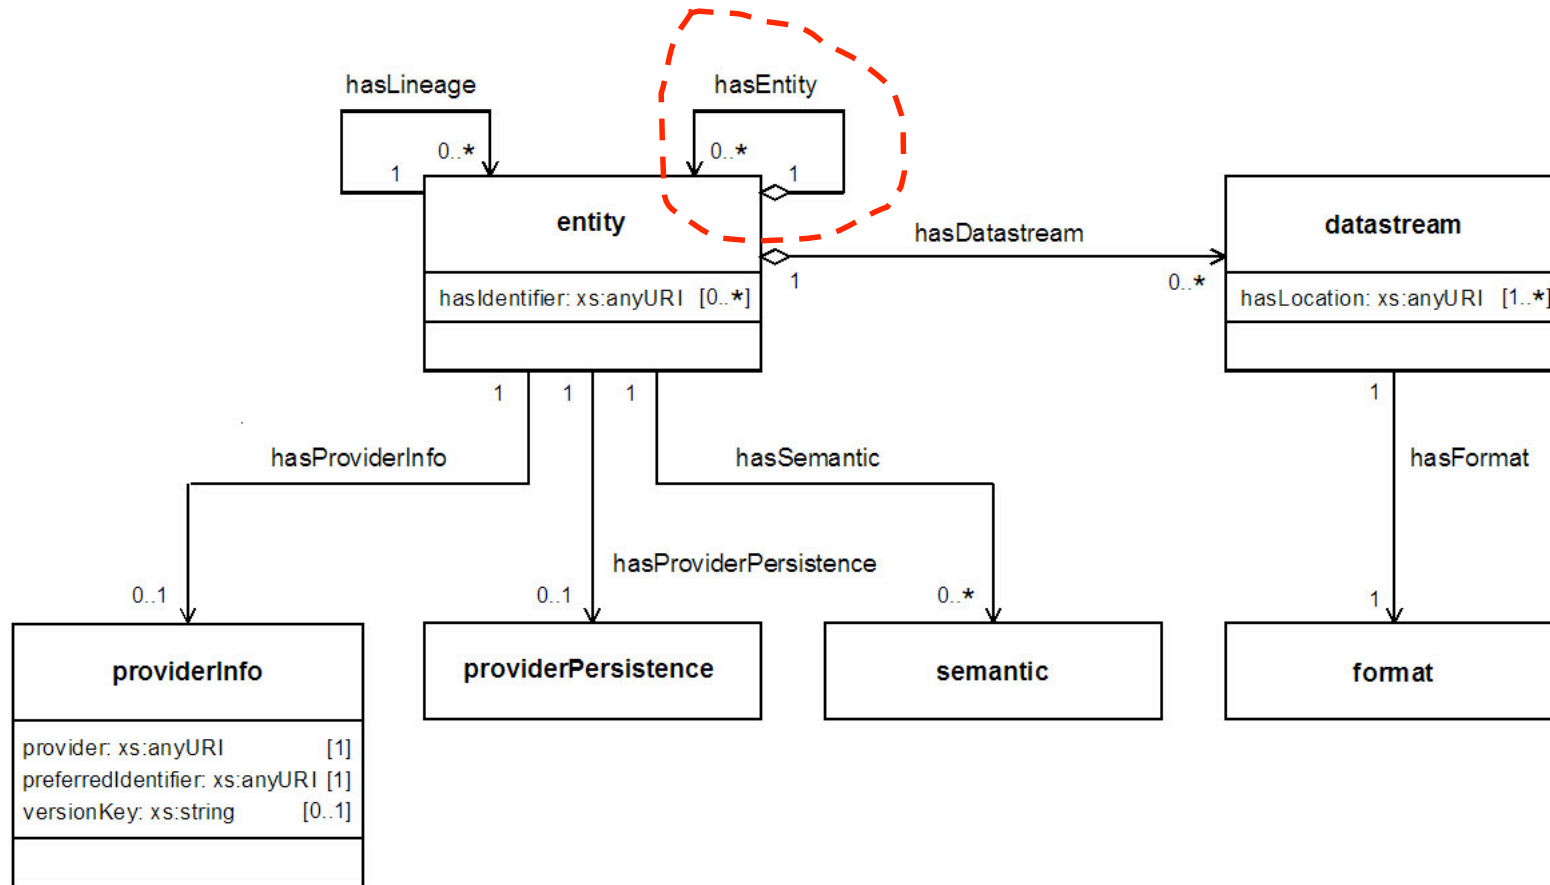 hasLineage
hasEntity
0..*
0..*
1
1
entity
hasDatastream
datastream
1
0..*
hasIdentifier: xs:anyURI [0..*]
hasLocation: xs:anyURI [1..*]
1
1
1
1
hasProviderInfo
hasSemantic
hasFormat
hasProviderPersistence
0..1
0..1
0..*
1
providerInfo
providerPersistence
semantic
format
provider: xs:anyURI [1]
preferredIdentifier: xs:anyURI [1]
versionKey: xs:string [0..1]